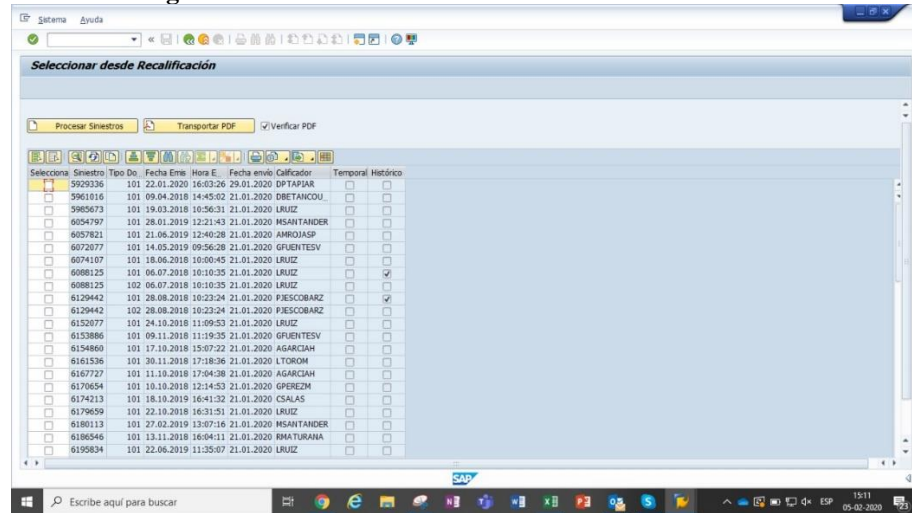 Sistema Ayuda
Seleccionar desde Recalificación
Procesar Siniestros Transportar PDF Verificar PDF
Selecciona Siniestro Tipo Do_ Fecha Emis Hora E_ Fecha envío Calificador Temporal Histórico
5929336 101 22.01.2020 16:03:26 29.01.2020 DPTAPIAR
5961016 101 09.04.2018 14:45:02 21.01.2020 DBETANCOU_
5985673 101 19.03.2018 10:56:31 21.01.2020 LRUIZ
6054797 101 28.01.2019 12:21:43 21.01.2020 MSANTANDER
6057821 101 21.06.2019 12:40:28 21.01.2020 AMROJASP
6072077 101 14.05.2019 09:56:28 21.01.2020 GFUENTESV
6074107 101 18.06.2018 10:00:45 21.01.2020 LRUIZ
6088125 101 06.07.2018 10:10:35 21.01.2020 LRUIZ
6088125 102 06.07.2018 10:10:35 21.01.2020 LRUIZ
6129442 101 28.08.2018 10:23:24 21.01.2020 PJESCOBARZ
6129442 102 28.08.2018 10:23:24 21.01.2020 PJESCOBARZ
6152077 101 24.10.2018 11:09:53 21.01.2020 LRUIZ
6153886 101 09.11.2018 11:19:35 21.01.2020 GFUENTESV
6154860 101 17.10.2018 15:07:22 21.01.2020 AGARCIAH
6161536 101 30.11.2018 17:18:36 21.01.2020 LTOROM
6167727 101 11.10.2018 17:04:38 21.01.2020 AGARCIAH
6170654 101 10.10.2018 12:14:53 21.01.2020 GPEREZM
6174213 101 18.10.2019 16:41:32 21.01.2020 CSALAS
6179659 101 22.10.2018 16:31:51 21.01.2020 LRUIZ
6180113 101 27.02.2019 13:07:16 21.01.2020 MSANTANDER
6186546 101 13.11.2018 16:04:11 21.01.2020 RMATURANA
6195834 101 22.06.2019 11:35:07 21.01.2020 LRUIZ
SAP
Escribe aquí para buscar
ESP 15:11
05-02-2020
23